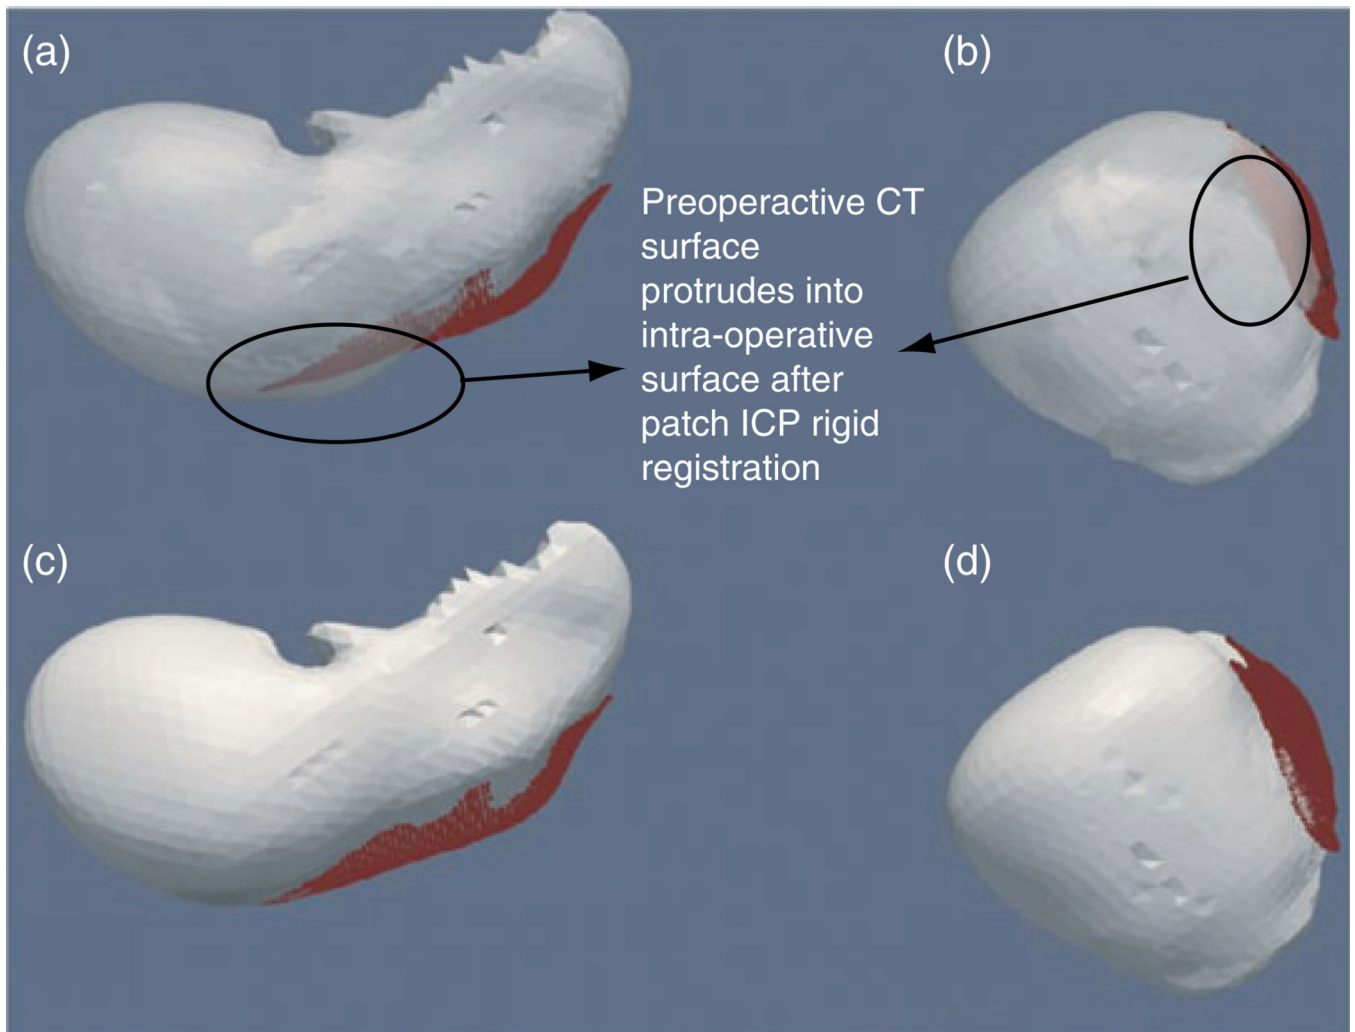 (a)
(b)
Preoperactive CT
surface
protrudes into
intra-operative
surface after
patch ICP rigid
registration
(c)
(d)